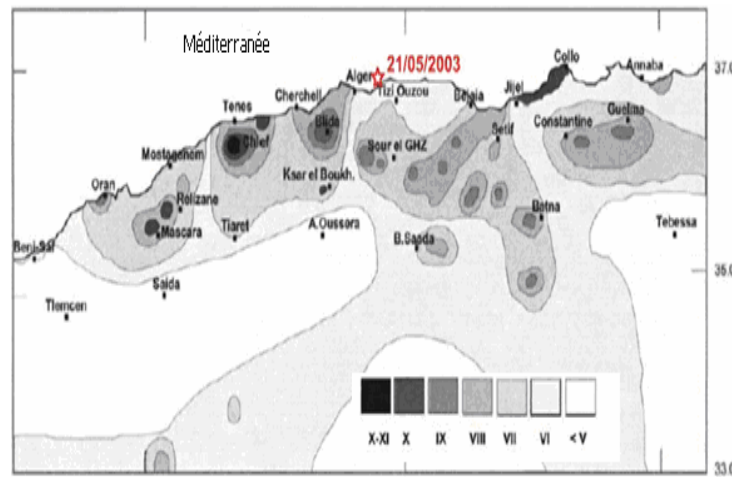 Méditerranée
21/05/2003
37.0
Alger
Tizi Ouzou
Bejaia
Jijel
Collo
Annaba
Cherchell
Tenes
Blida
Chlef
Sour el GHZ
Setif
Constantine
Guelma
Mostaganem
Ksar el Boukh.
Oran
Relizane
Mascara
Tiaret
A.Oussera
B.Saada
Batna
Tebessa
Beni-Saf
35.0
Saida
Tlemcen
X-XI X IX VIII VII VI < V
33.0